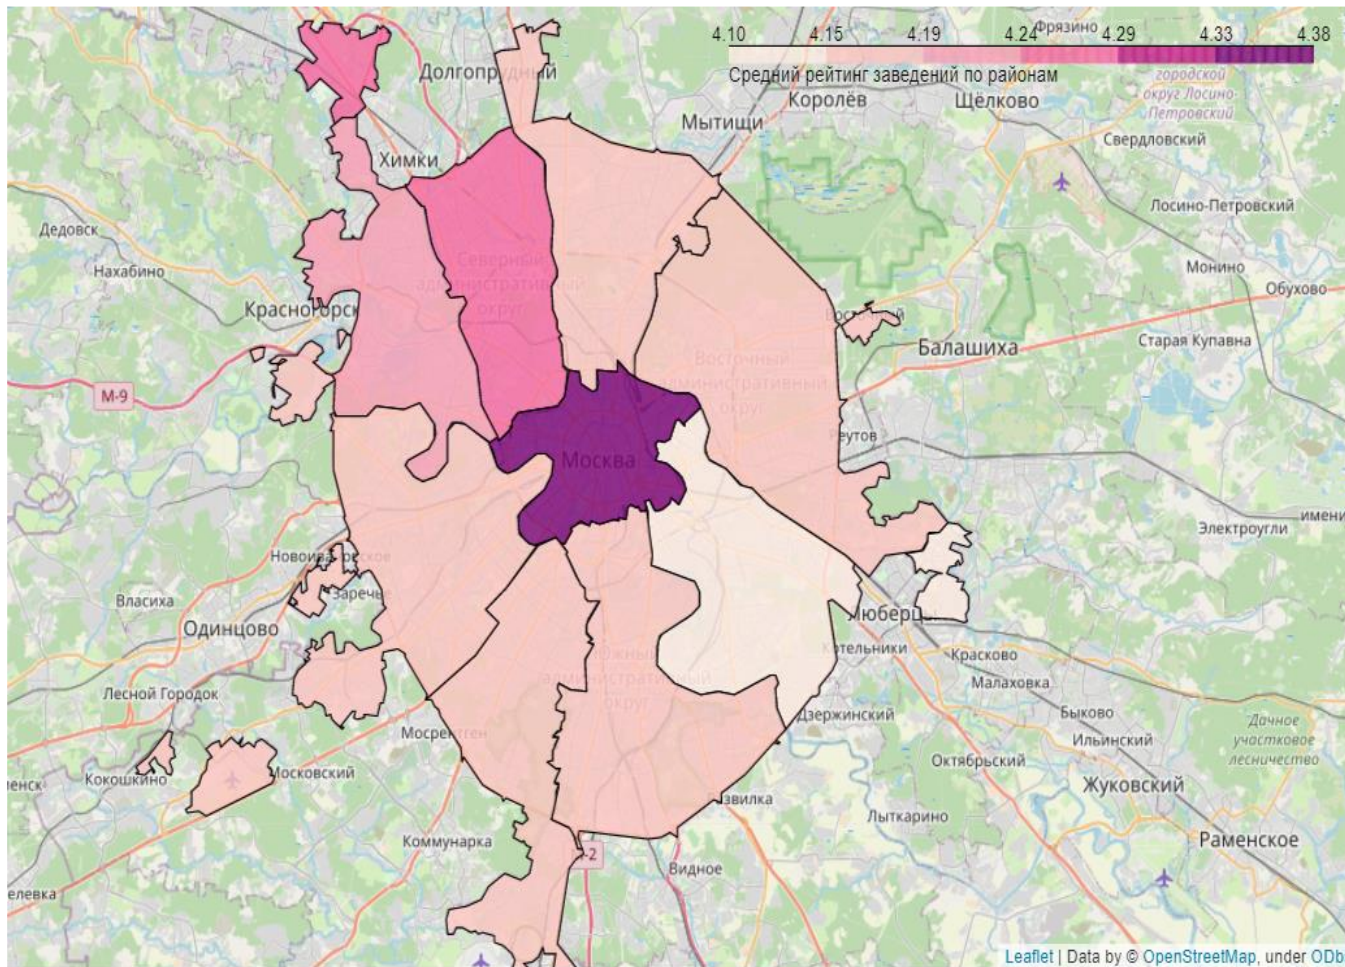 4.10 4.15 4.19 4.24 4.29 4.33 4.38
Фрязино
Средний рейтинг заведений по районам
Долгопрудный
городской
округ Лосино-
Петровский
Королёв
Щёлково
Мытищи
Свердловский
Химки
Лосино-Петровский
Дедовск
Северный
административный
округ
Нахабино
Монино
Обухово
Красногорск
Балашиха
Старая Купавна
Восточный
административный
округ
М-9
Реутов
Москва
Электроугли
имени
Новоивановское
Заречье
Власиха
Одинцово
Люберцы
Котельники
Красково
Южный
административный
округ
Малаховка
Лесной Городок
Дзержинский
Быково
Дачное
участковое
лесничество
Мосрентген
Ильинский
Октябрьский
Кокошкино
Московский
Жуковский
Развилка
Лыткарино
Коммунарка
Раменское
-2
Видное
Leaflet | Data by © OpenStreetMap, under ODb